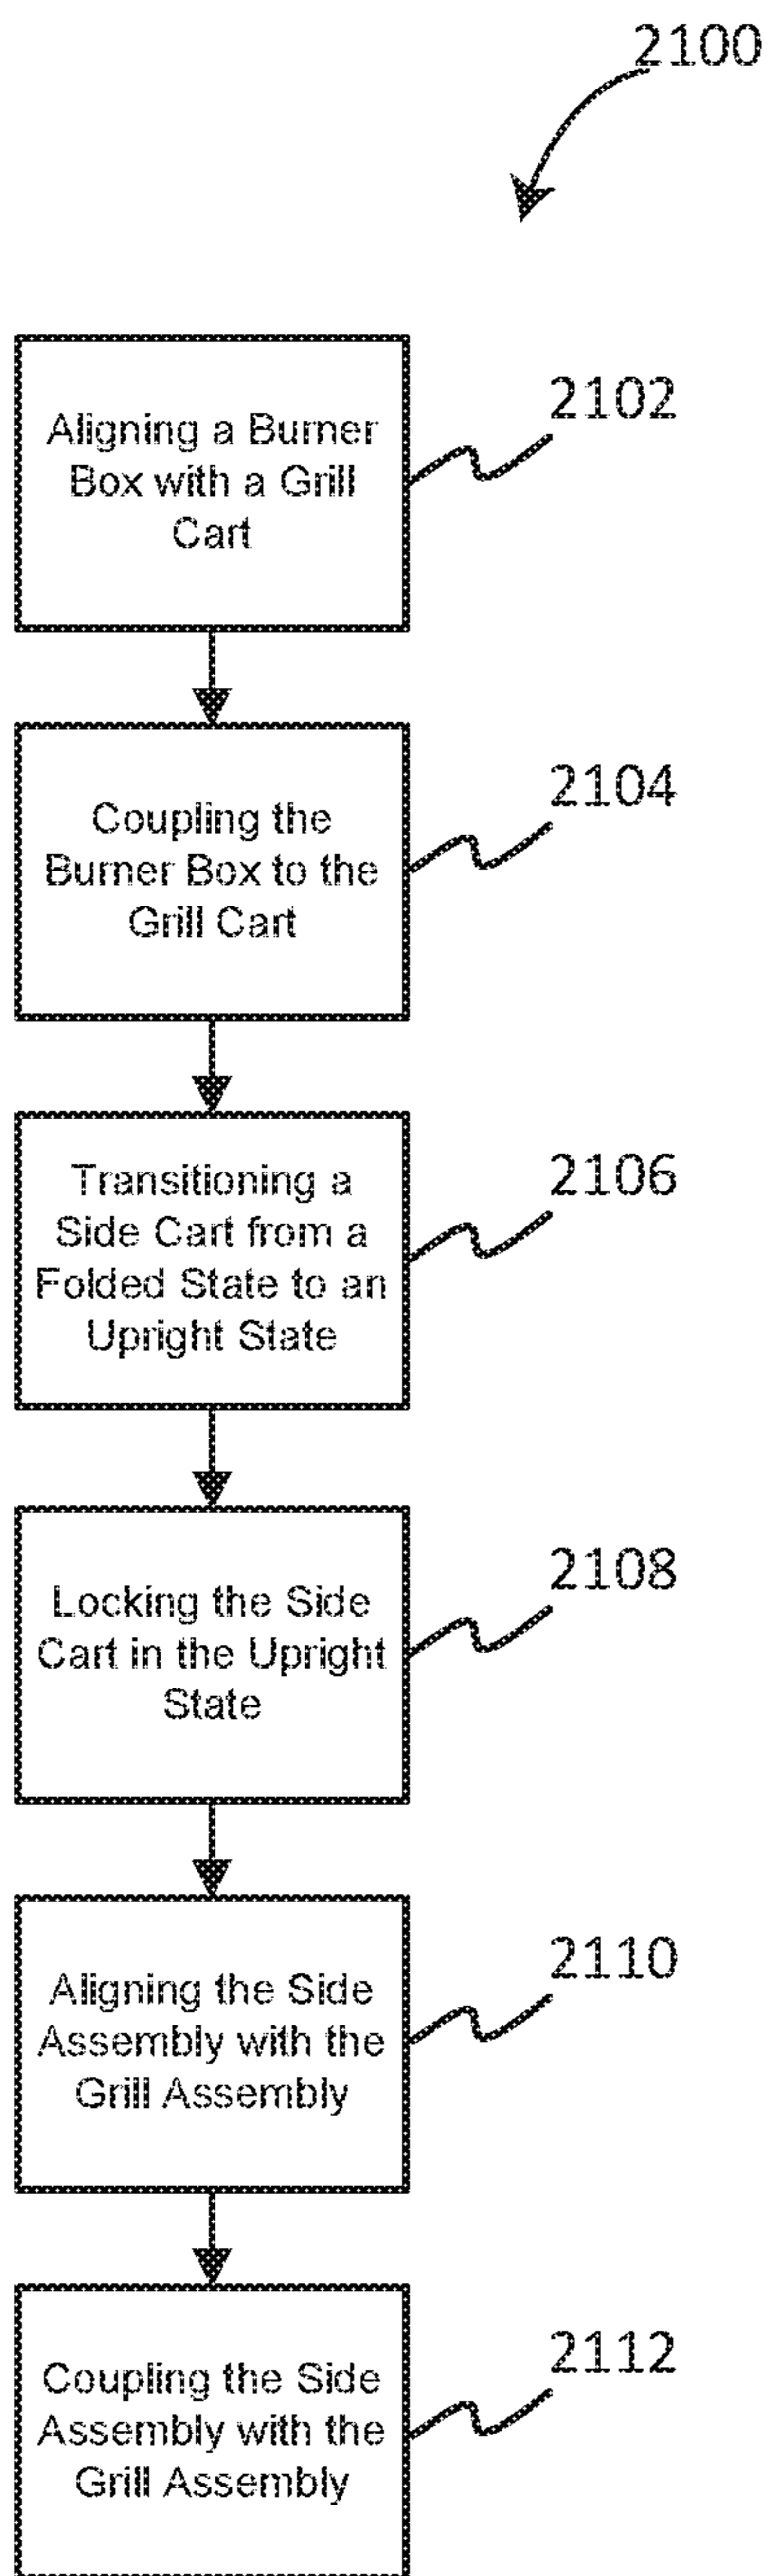 2100
Aligning a Burner
Box with a Grill
Cart
2102
Coupling the
Burner Box to the
Grill Cart
2104
Transitioning a
Side Cart from a
Folded State to an
Upright State
2106
Locking the Side
Cart in the Upright
State
2108
Aligning the Side
Assembly with the
Grill Assembly
2110
Coupling the Side
Assembly with the
Grill Assembly
2112